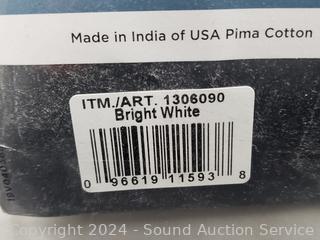 Made in India of USA Pima Cotton
ITM./ART. 1306090
Bright White
0 96619 11593 8
Copyright 2024 - Sound Auction Service